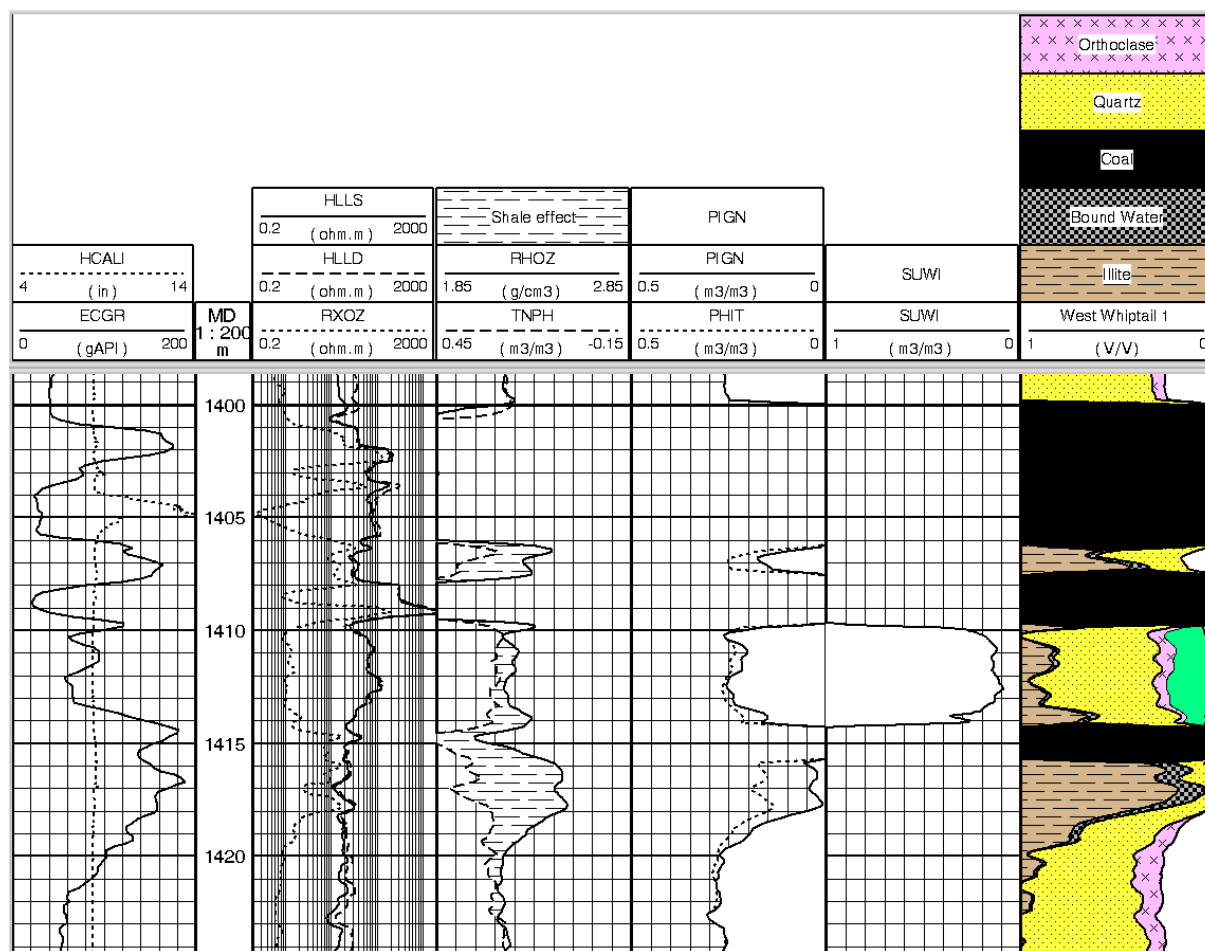 Orthoclase
Quartz
Coal
HLLS
0.2 (ohm.m) 2000
Shale effect
PIGN
Bound Water
HCALI
4 (in) 14
HLLD
0.2 (ohm.m) 2000
RHOZ
1.85 (g/cm3) 2.85
PIGN
0.5 (m3/m3) 0
SUWI
Illite
ECGR
0 (gAPI) 200
MD
1 : 200
m
RXOZ
0.2 (ohm.m) 2000
TNPH
0.45 (m3/m3) -0.15
PHIT
0.5 (m3/m3) 0
SUWI
1 (m3/m3) 0
West Whiptail 1
1 (V/V) 0
1400
1405
1410
1415
1420